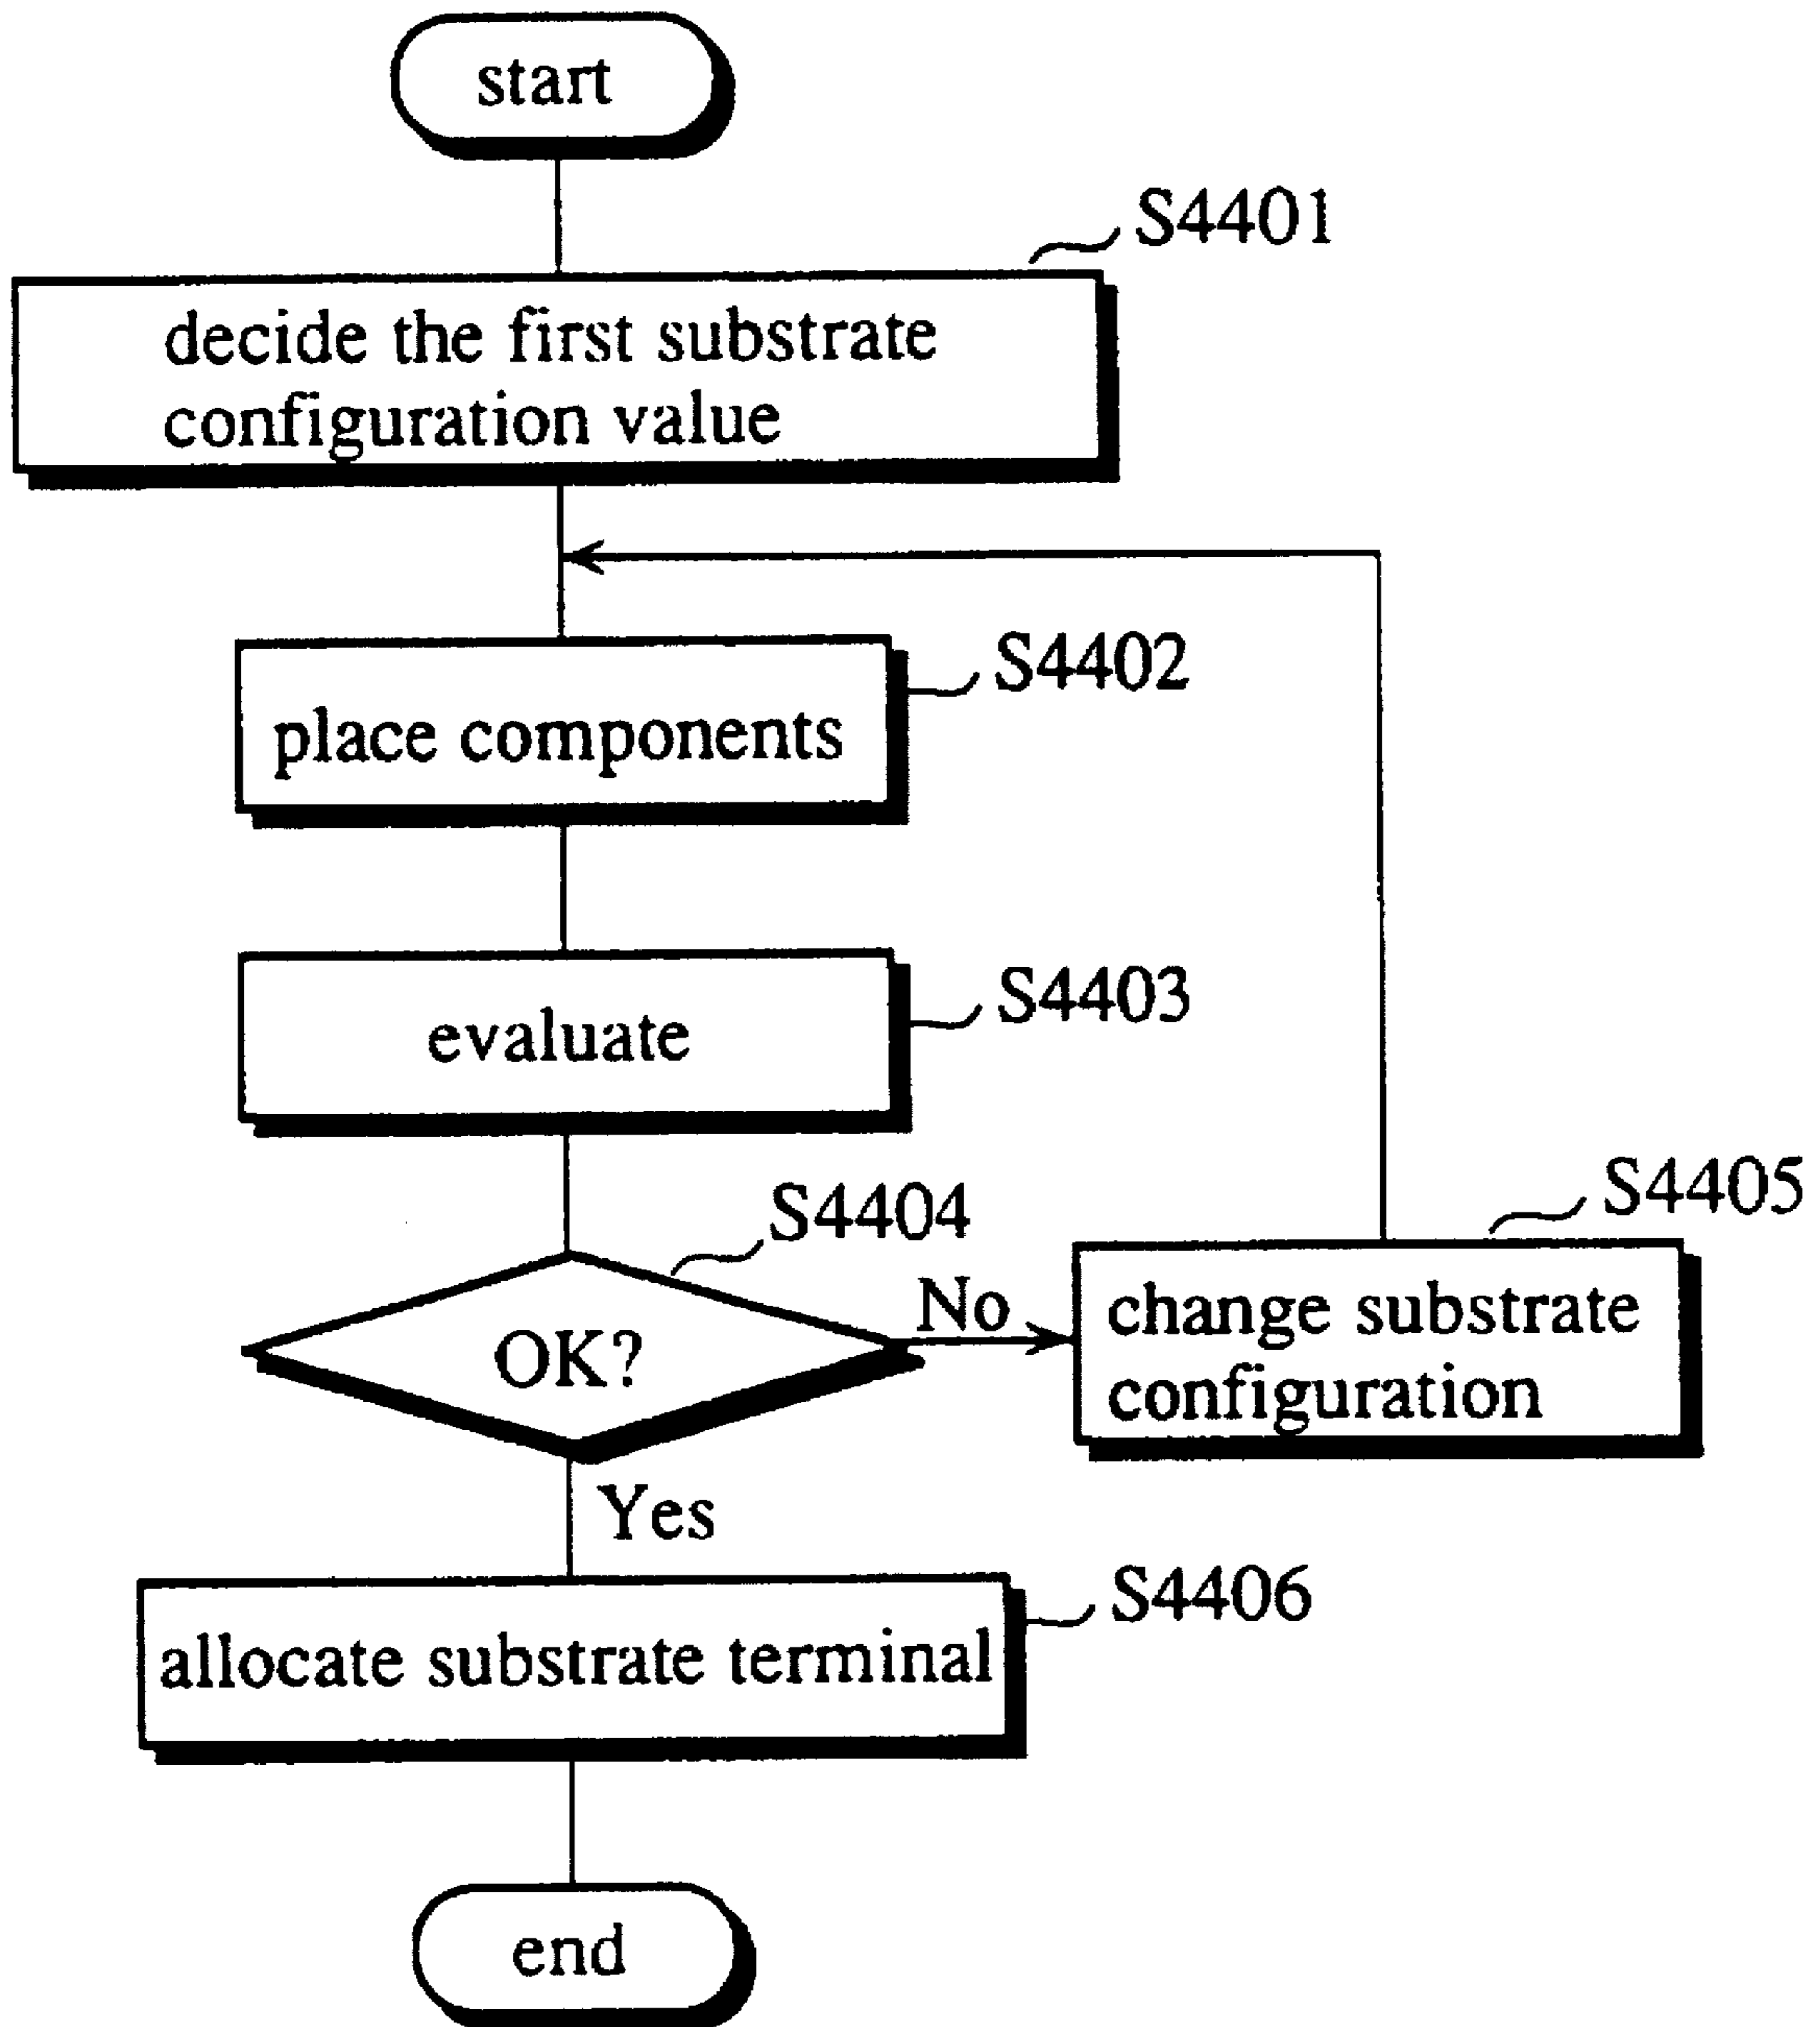 start
S4401
decide the first substrate
configuration value
S4402
place components
S4403
evaluate
S4404
OK?
No
S4405
change substrate
configuration
Yes
S4406
allocate substrate terminal
end